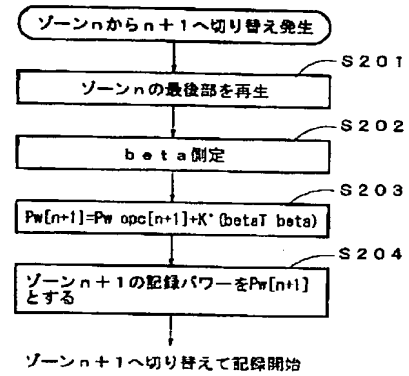 ゾーンnからn+1へ切り替え発生
S201
ゾーンnの最後部を再生
S202
beta測定
S203
Pw[n+1]=Pw opc[n+1]+K*(betaT beta)
S204
ゾーンn+1の記録パワーをPw[n+1]
とする
ゾーンn+1へ切り替えて記録開始